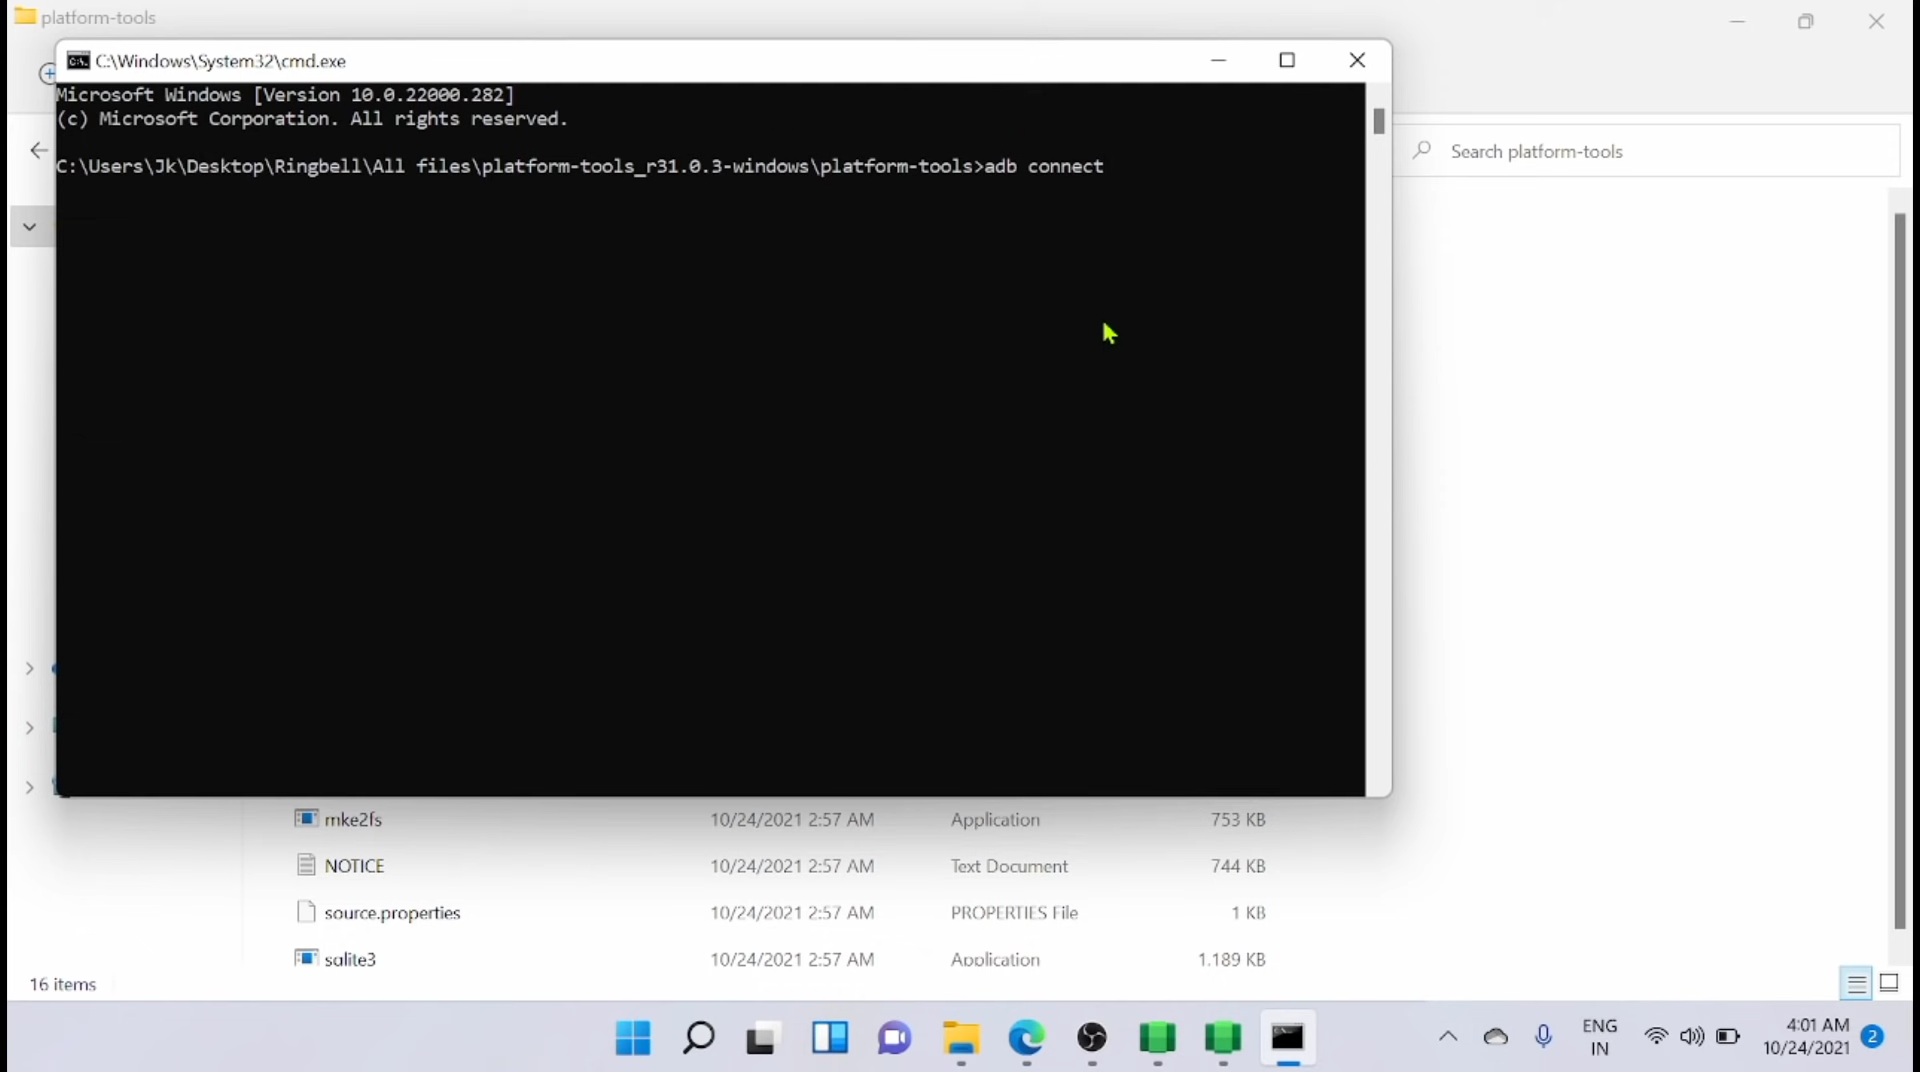 platform-tools
C:\Windows\System32\cmd.exe
Microsoft Windows [Version 10.0.22000.282]
(c) Microsoft Corporation. All rights reserved.
C:\Users\Jk\Desktop\Ringbell\All files\platform-tools_r31.0.3-windows\platform-tools>adb connect
Search platform-tools
mke2fs 10/24/2021 2:57 AM Application 753 KB
NOTICE 10/24/2021 2:57 AM Text Document 744 KB
source.properties 10/24/2021 2:57 AM PROPERTIES File 1 KB
sqlite3 10/24/2021 2:57 AM Application 1.189 KB
16 items
ENG
IN
4:01 AM
10/24/2021
2